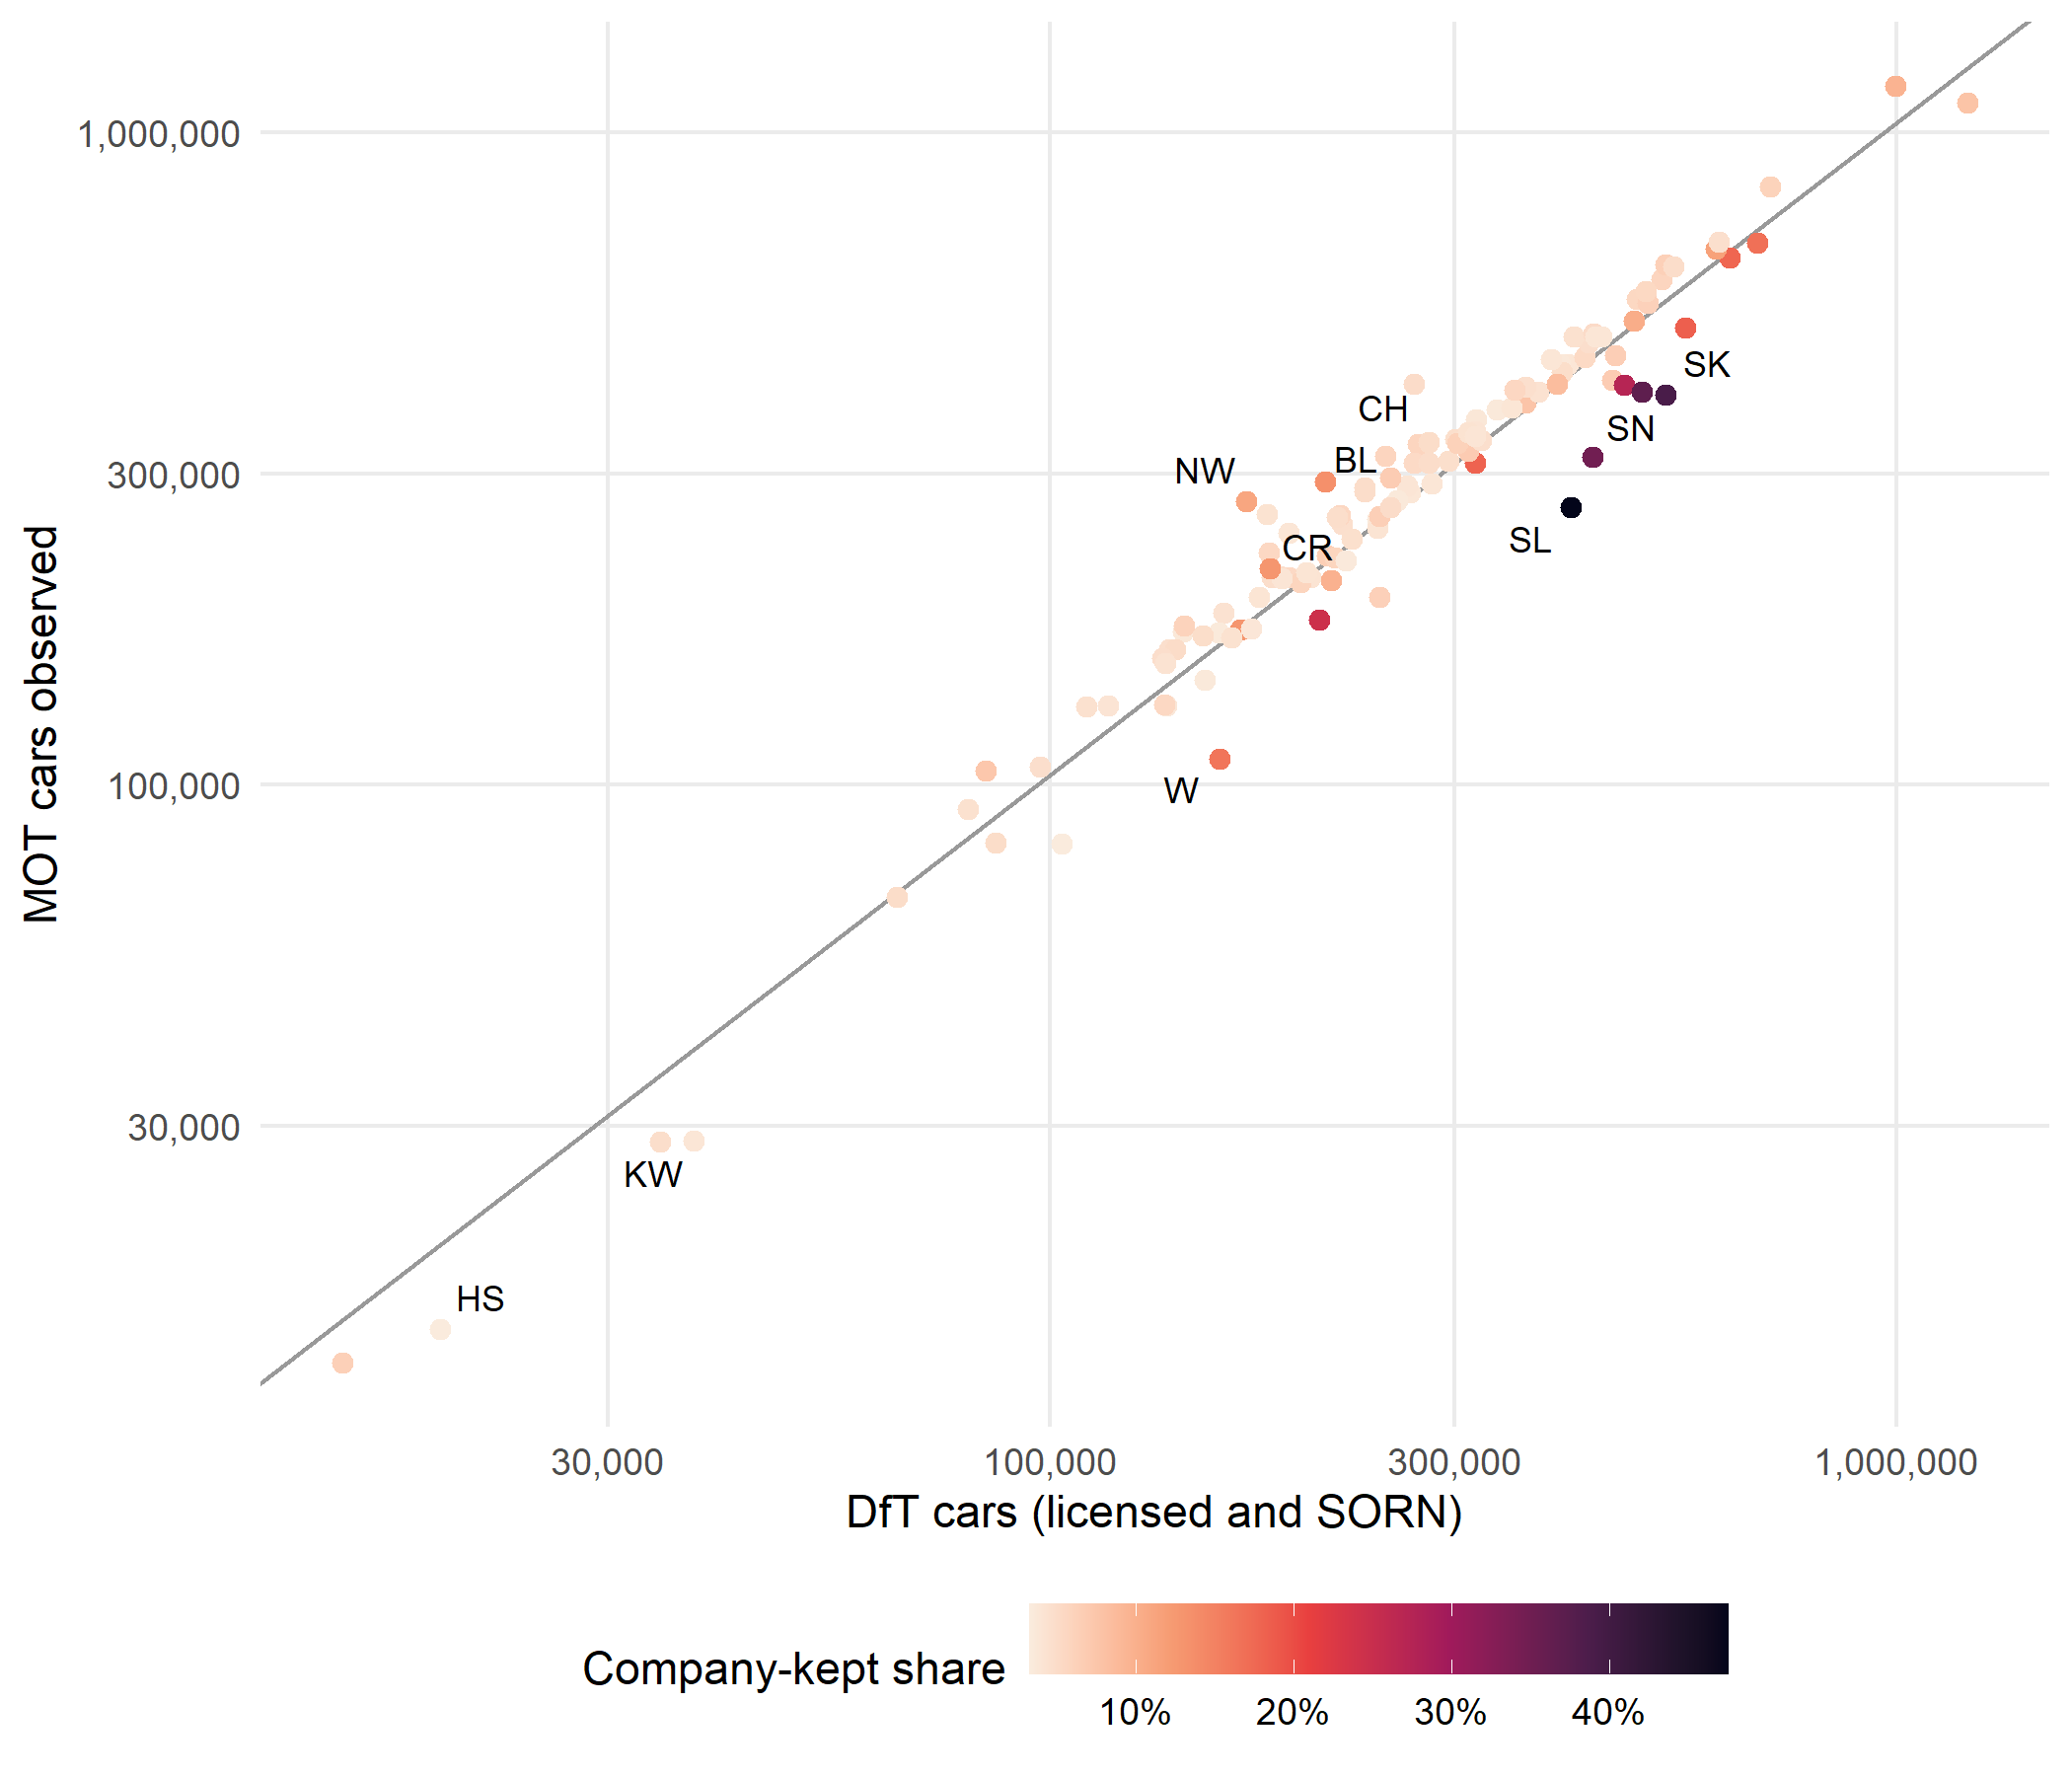 1,000,000
300,000
100,000
30,000
MOT cars observed
SK
CH
SN
BL
NW
SL
CR
W
KW
HS
30,000 100,000 300,000 1,000,000
DfT cars (licensed and SORN)
Company-kept share
10% 20% 30% 40%